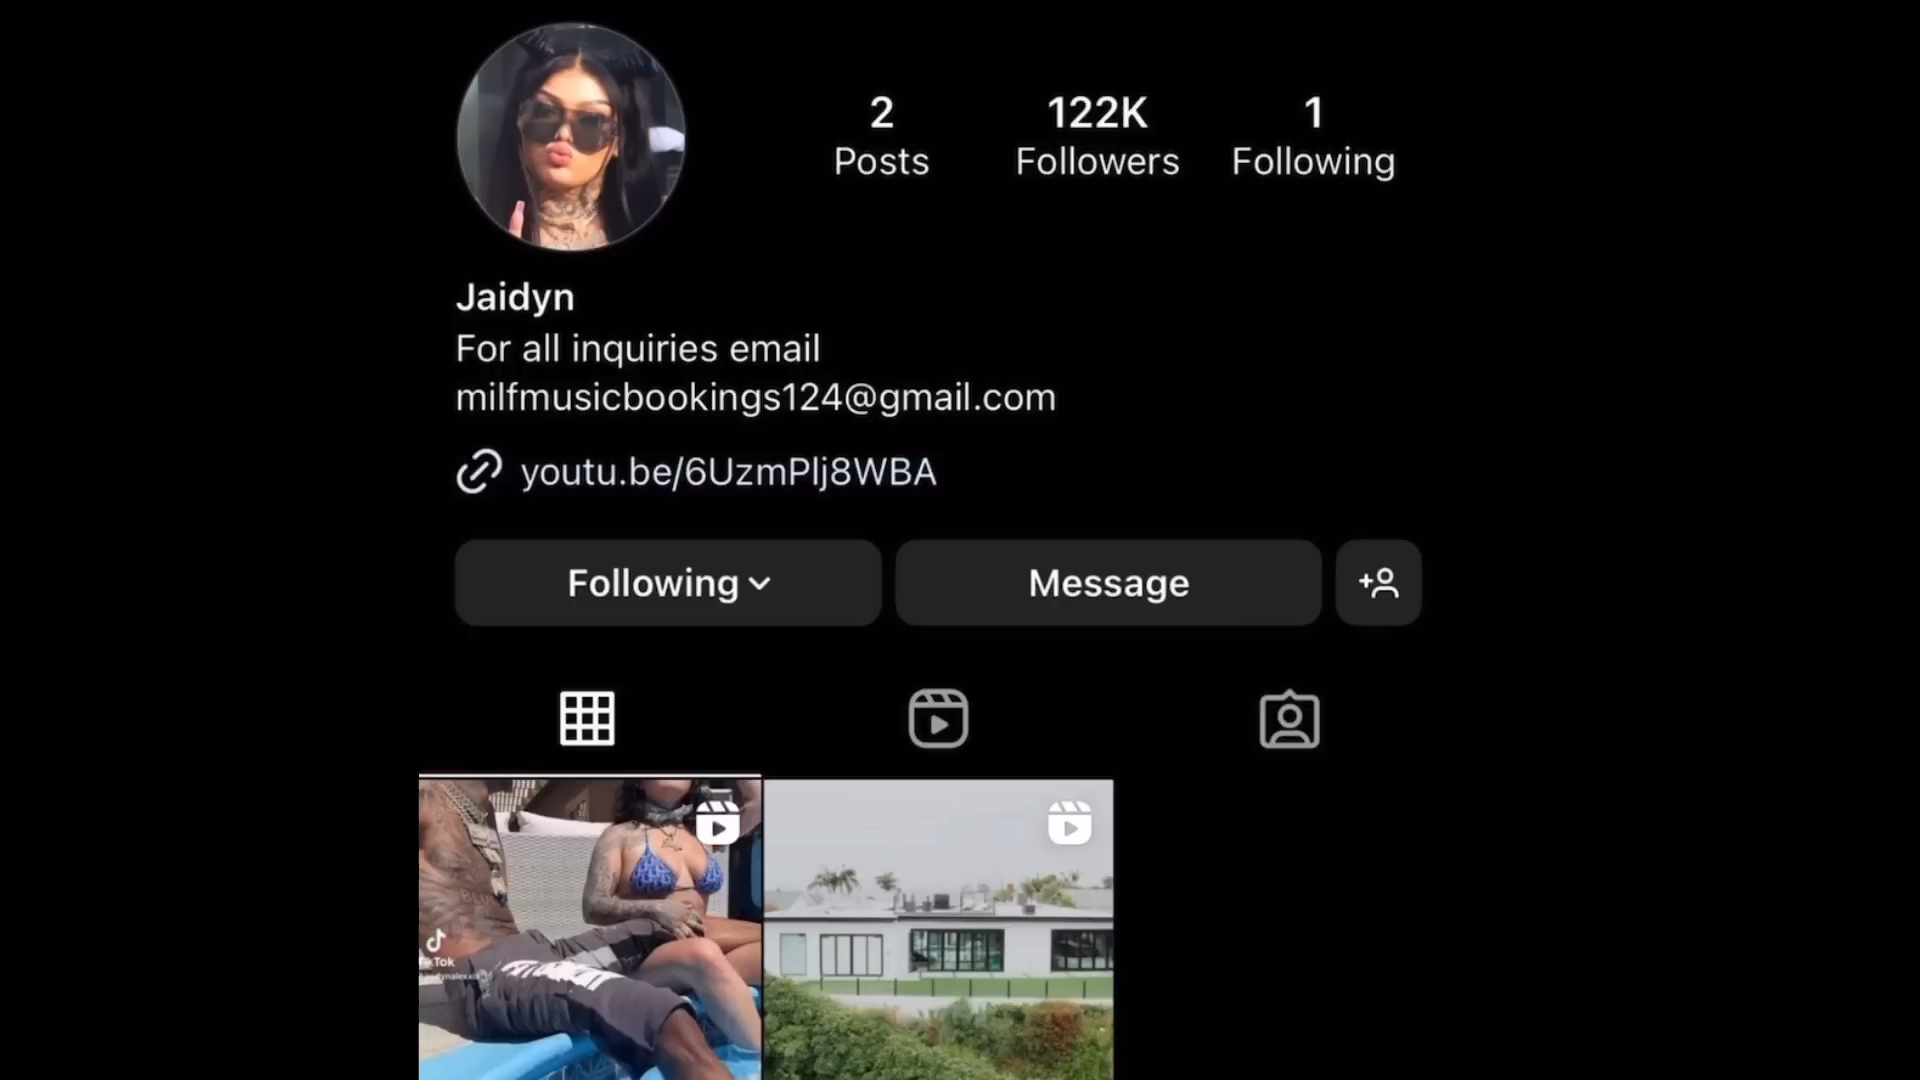 2
Posts
122K
Followers
1
Following
Jaidyn
For all inquiries email
milfmusicbookings124@gmail.com
youtu.be/6UzmPlj8WBA
Following
Message
TikTok